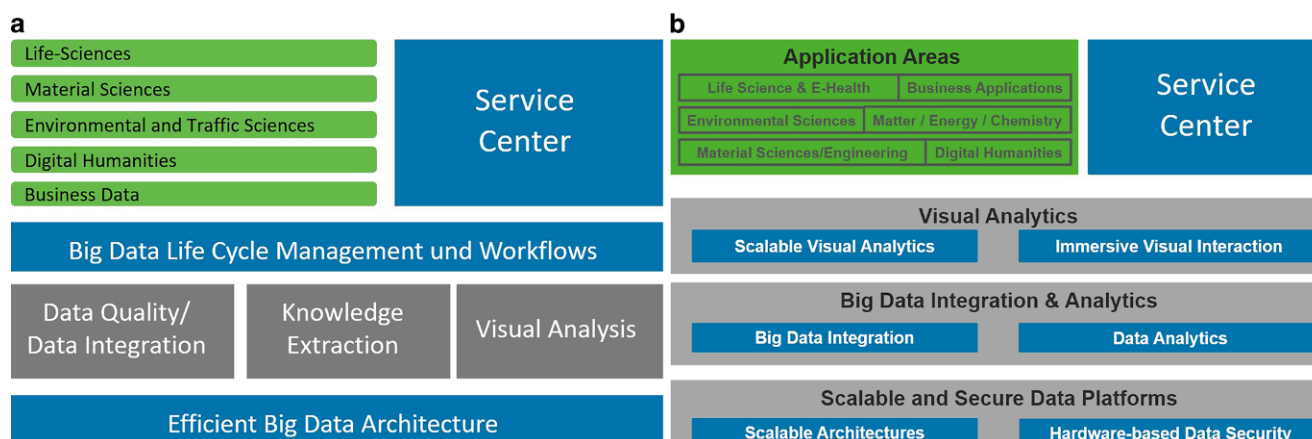 a
Life-Sciences
Material Sciences
Environmental and Traffic Sciences
Digital Humanities
Business Data
Service
Center
Big Data Life Cycle Management und Workflows
Data Quality/
Data Integration
Knowledge
Extraction
Visual Analysis
Efficient Big Data Architecture
b
Application Areas
Life Science & E-Health
Business Applications
Environmental Sciences
Matter / Energy / Chemistry
Material Sciences/Engineering
Digital Humanities
Service
Center
Visual Analytics
Scalable Visual Analytics
Immersive Visual Interaction
Big Data Integration & Analytics
Big Data Integration
Data Analytics
Scalable and Secure Data Platforms
Scalable Architectures
Hardware-based Data Security